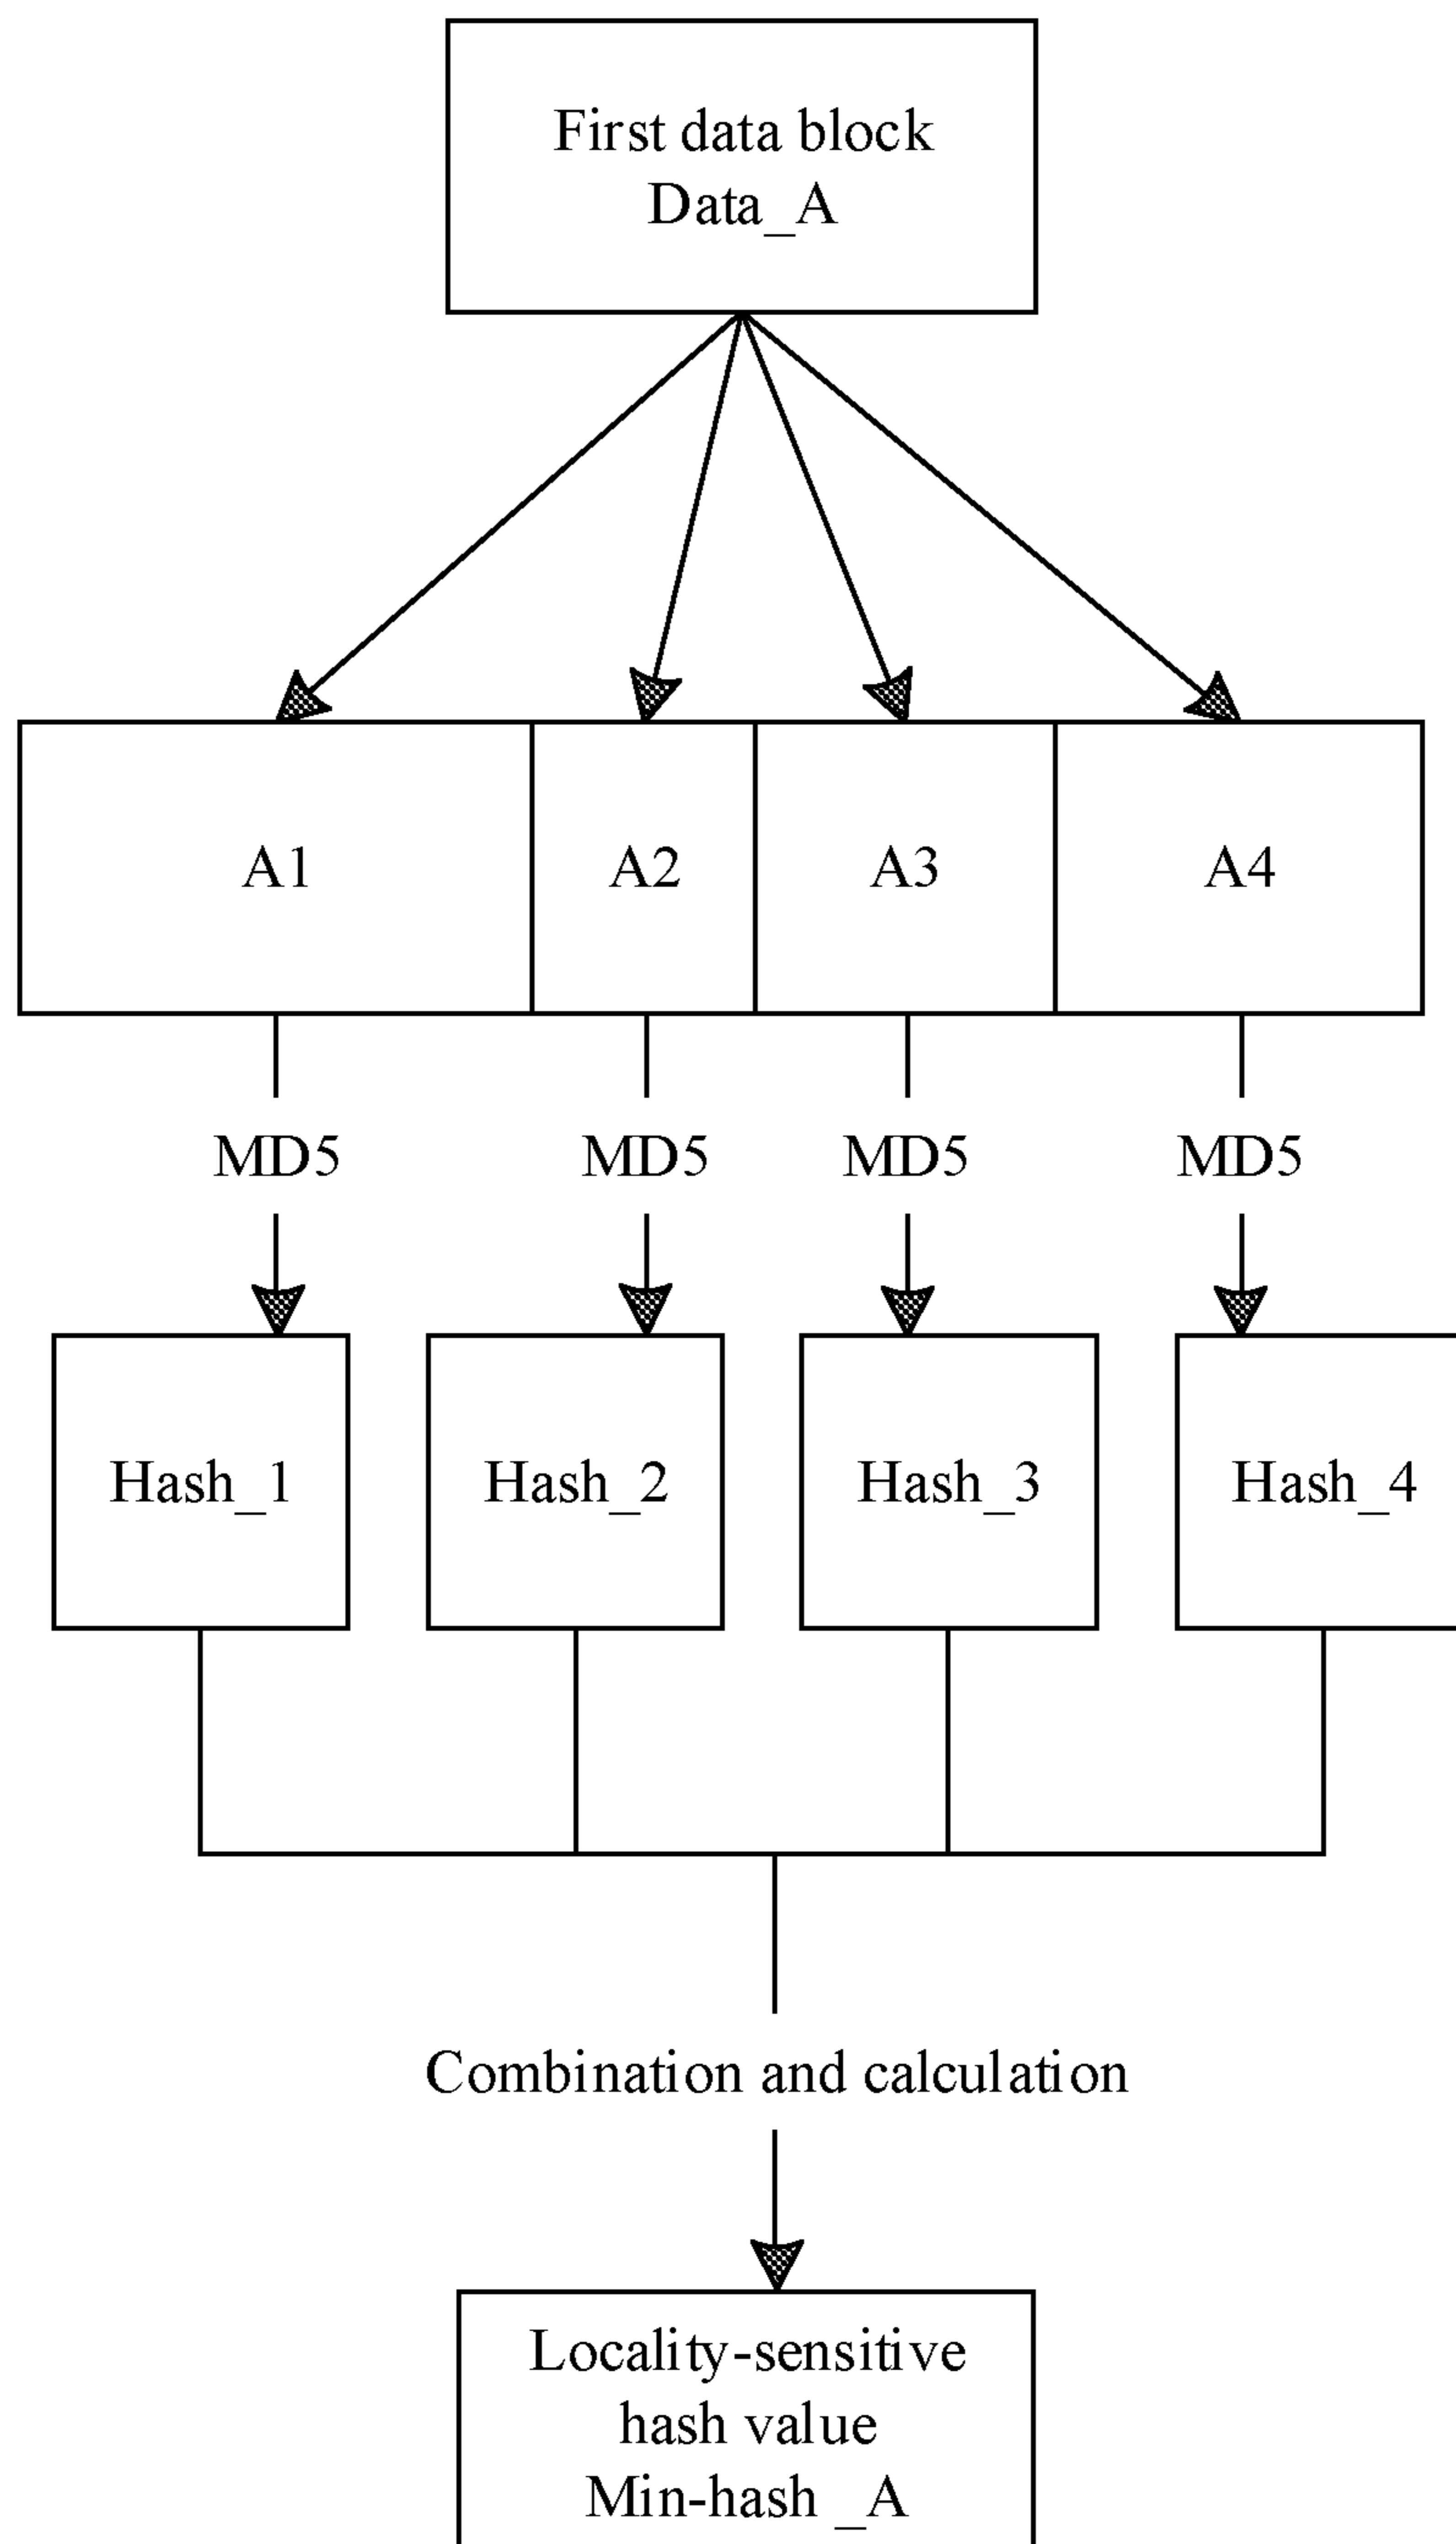 First data block
Data_A
A1 A2 A3 A4
MD5 MD5 MD5 MD5
Hash_1 Hash_2 Hash_3 Hash_4
Combination and calculation
Locality-sensitive
hash value
Min-hash _A